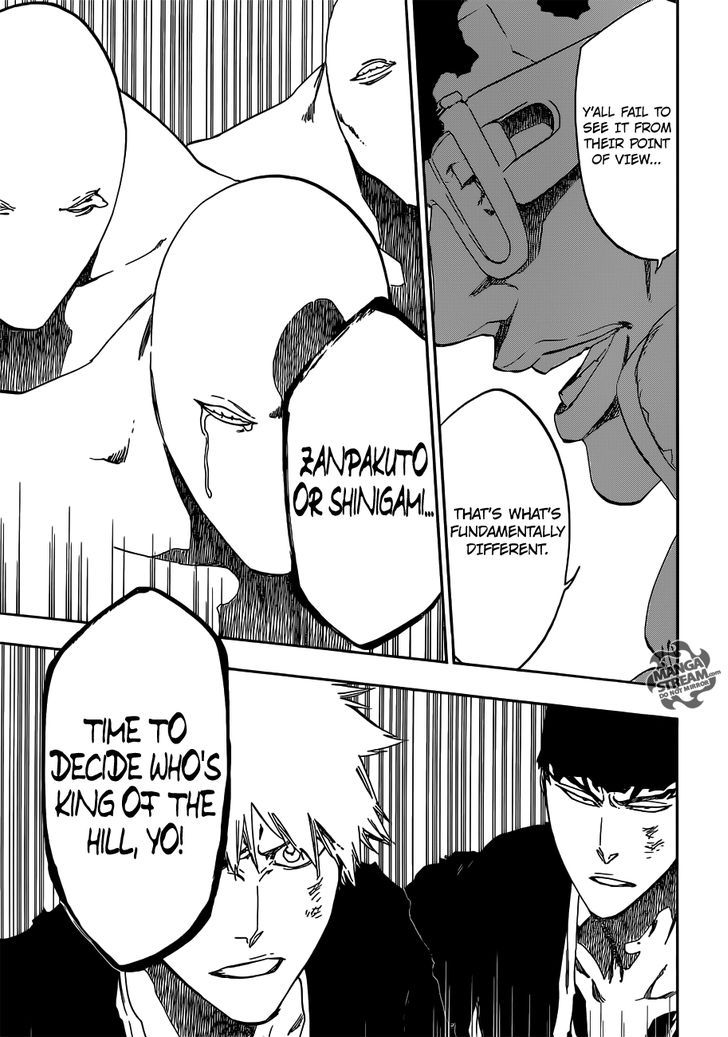 Y'ALL FAIL TO
SEE IT FROM
THEIR POINT
OF VIEW...
THAT'S WHAT'S
FUNDAMENTALLY
DIFFERENT.
ZANPAKUTO
OR SHINIGAMI...
TIME TO
DECIDE WHO'S
KING OF THE
HILL, YO!
MANGA
STREAM.com
DO NOT MIRROR